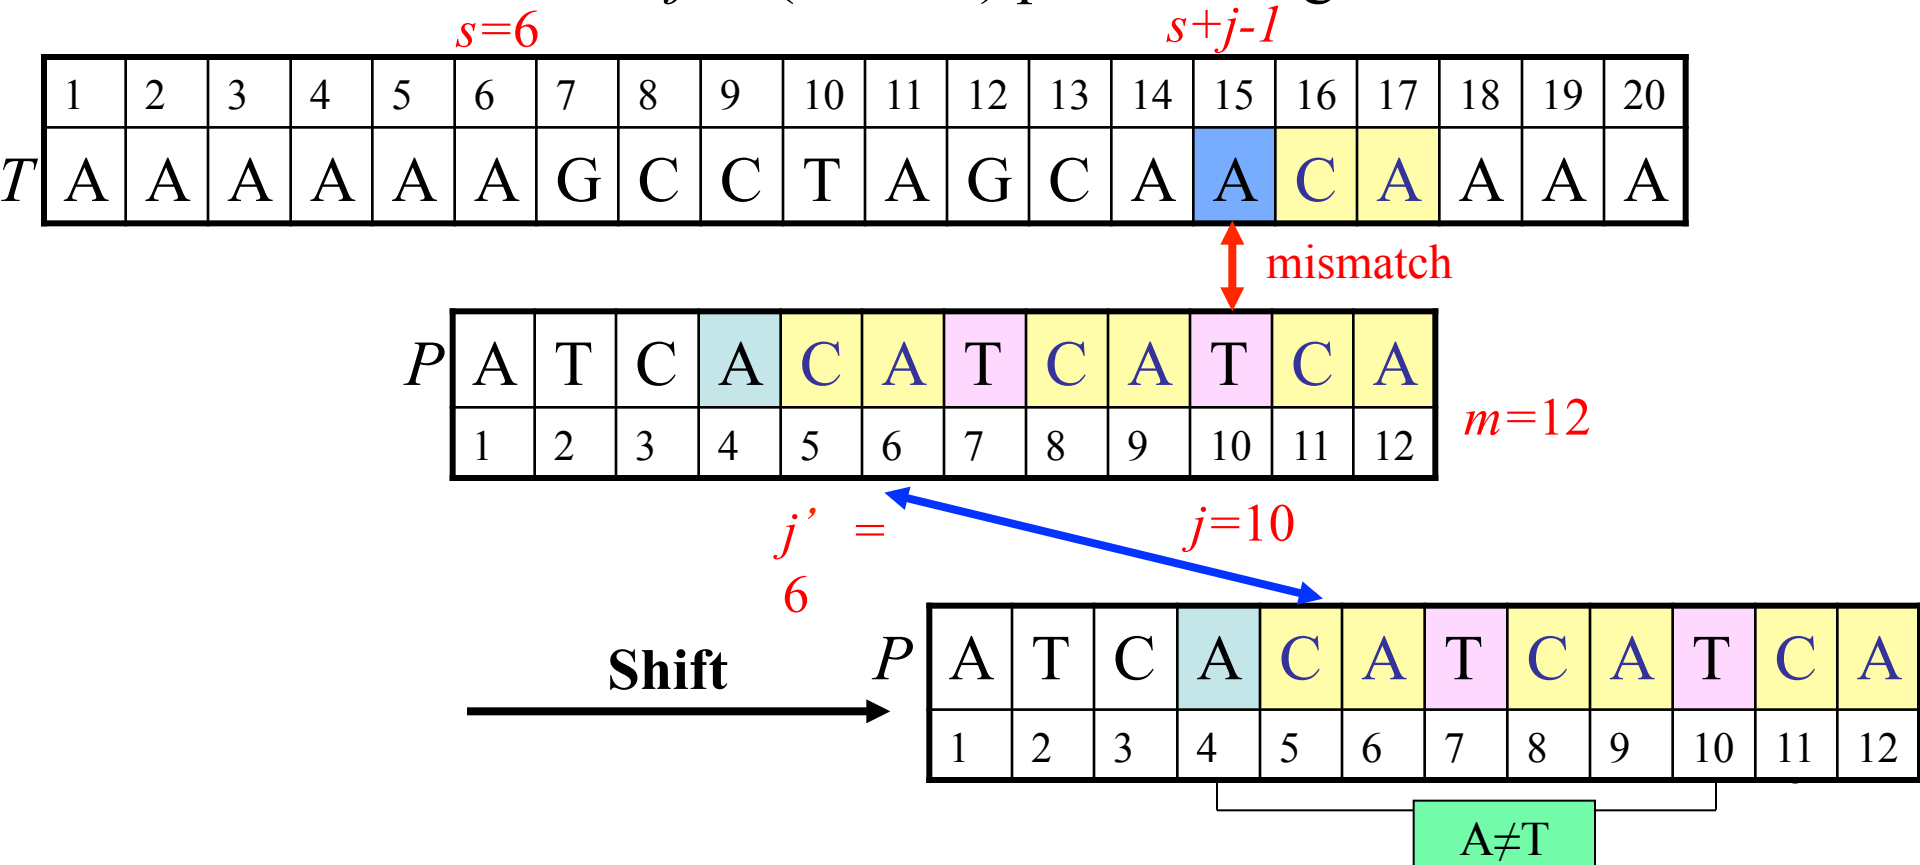 s=6 s+j-1
1 2 3 4 5 6 7 8 9 10 11 12 13 14 15 16 17 18 19 20
T A A A A A A G C C T A G C A A C A A A A
mismatch
P A T C A C A T C A T C A
1 2 3 4 5 6 7 8 9 10 11 12
m=12
j' = j=10
6
Shift
P A T C A C A T C A T C A
1 2 3 4 5 6 7 8 9 10 11 12
A≠T